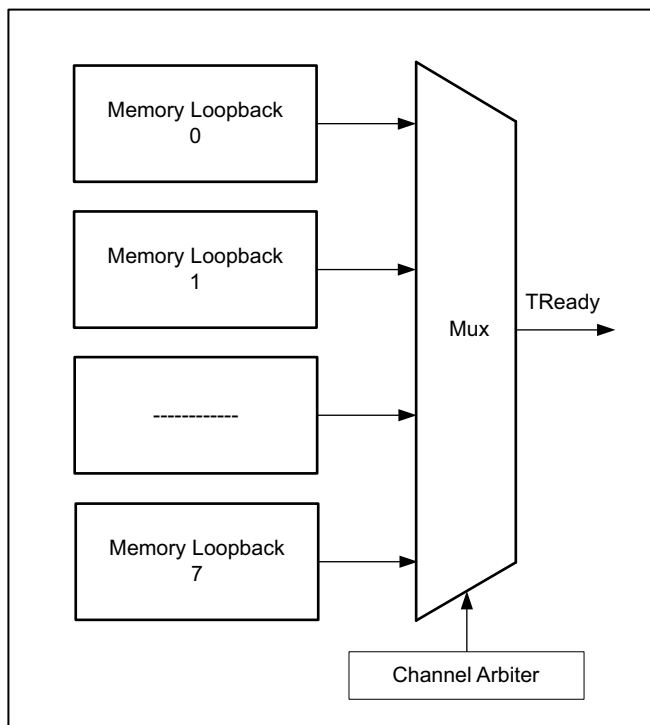 Memory Loopback
0
Memory Loopback
1
------------
Memory Loopback
7
Mux
TReady
Channel Arbiter